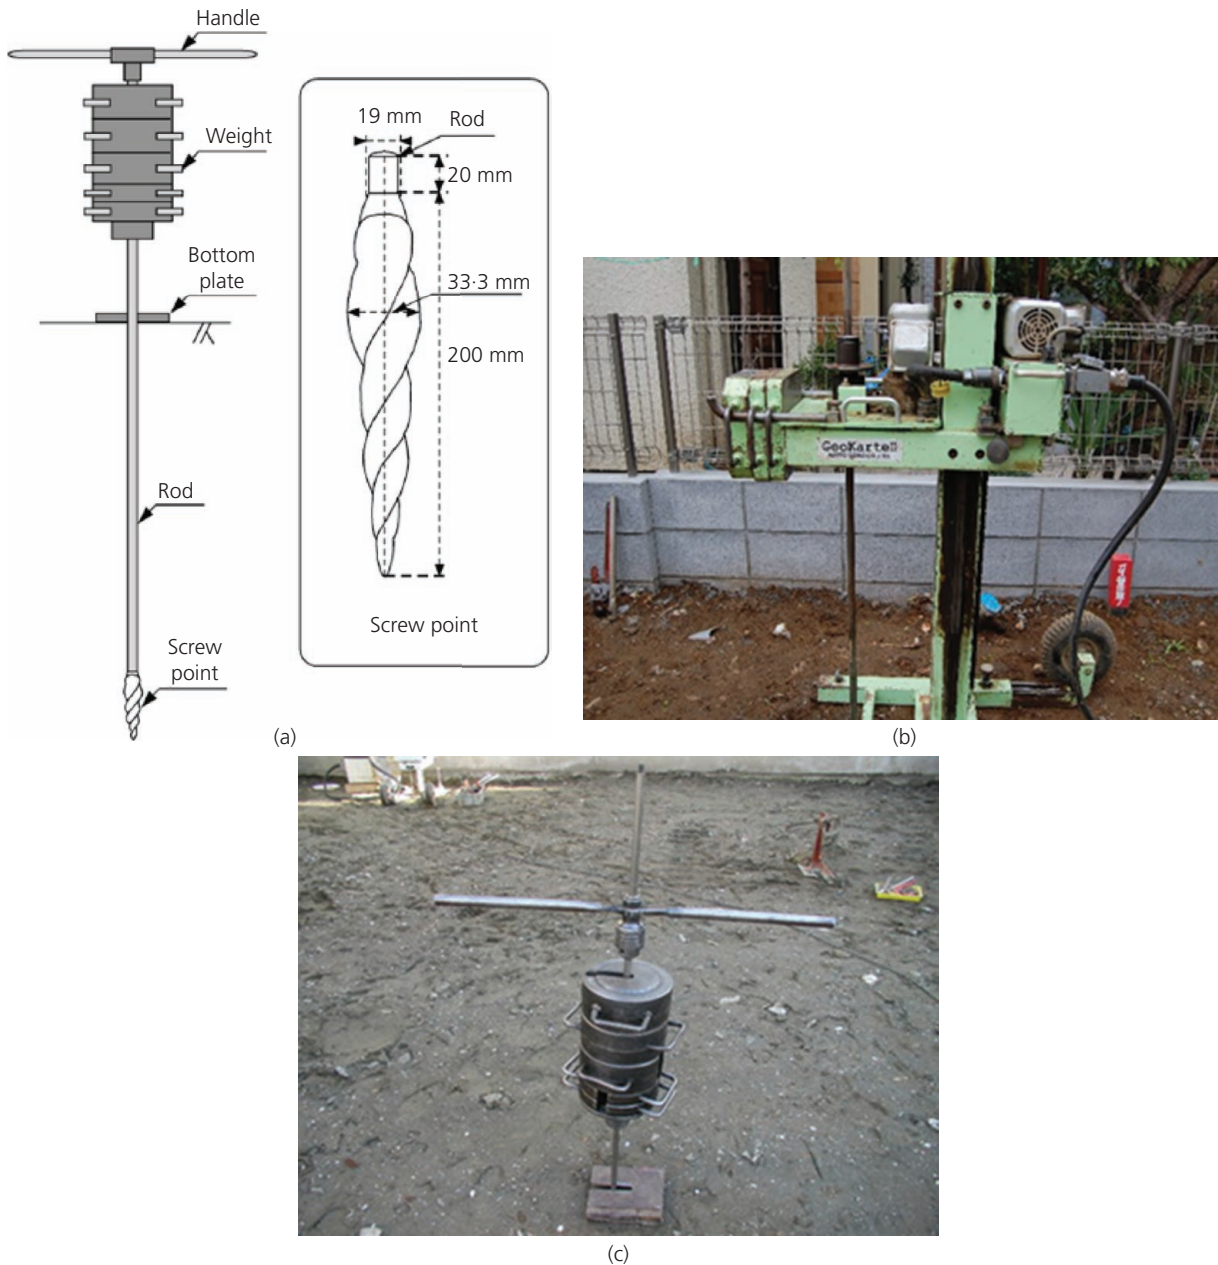 Handle
Weight
Bottom
plate
Rod
Screw
point
19 mm
Rod
20 mm
33·3 mm
200 mm
Screw point
(a)
GeoKarteII
(b)
(c)